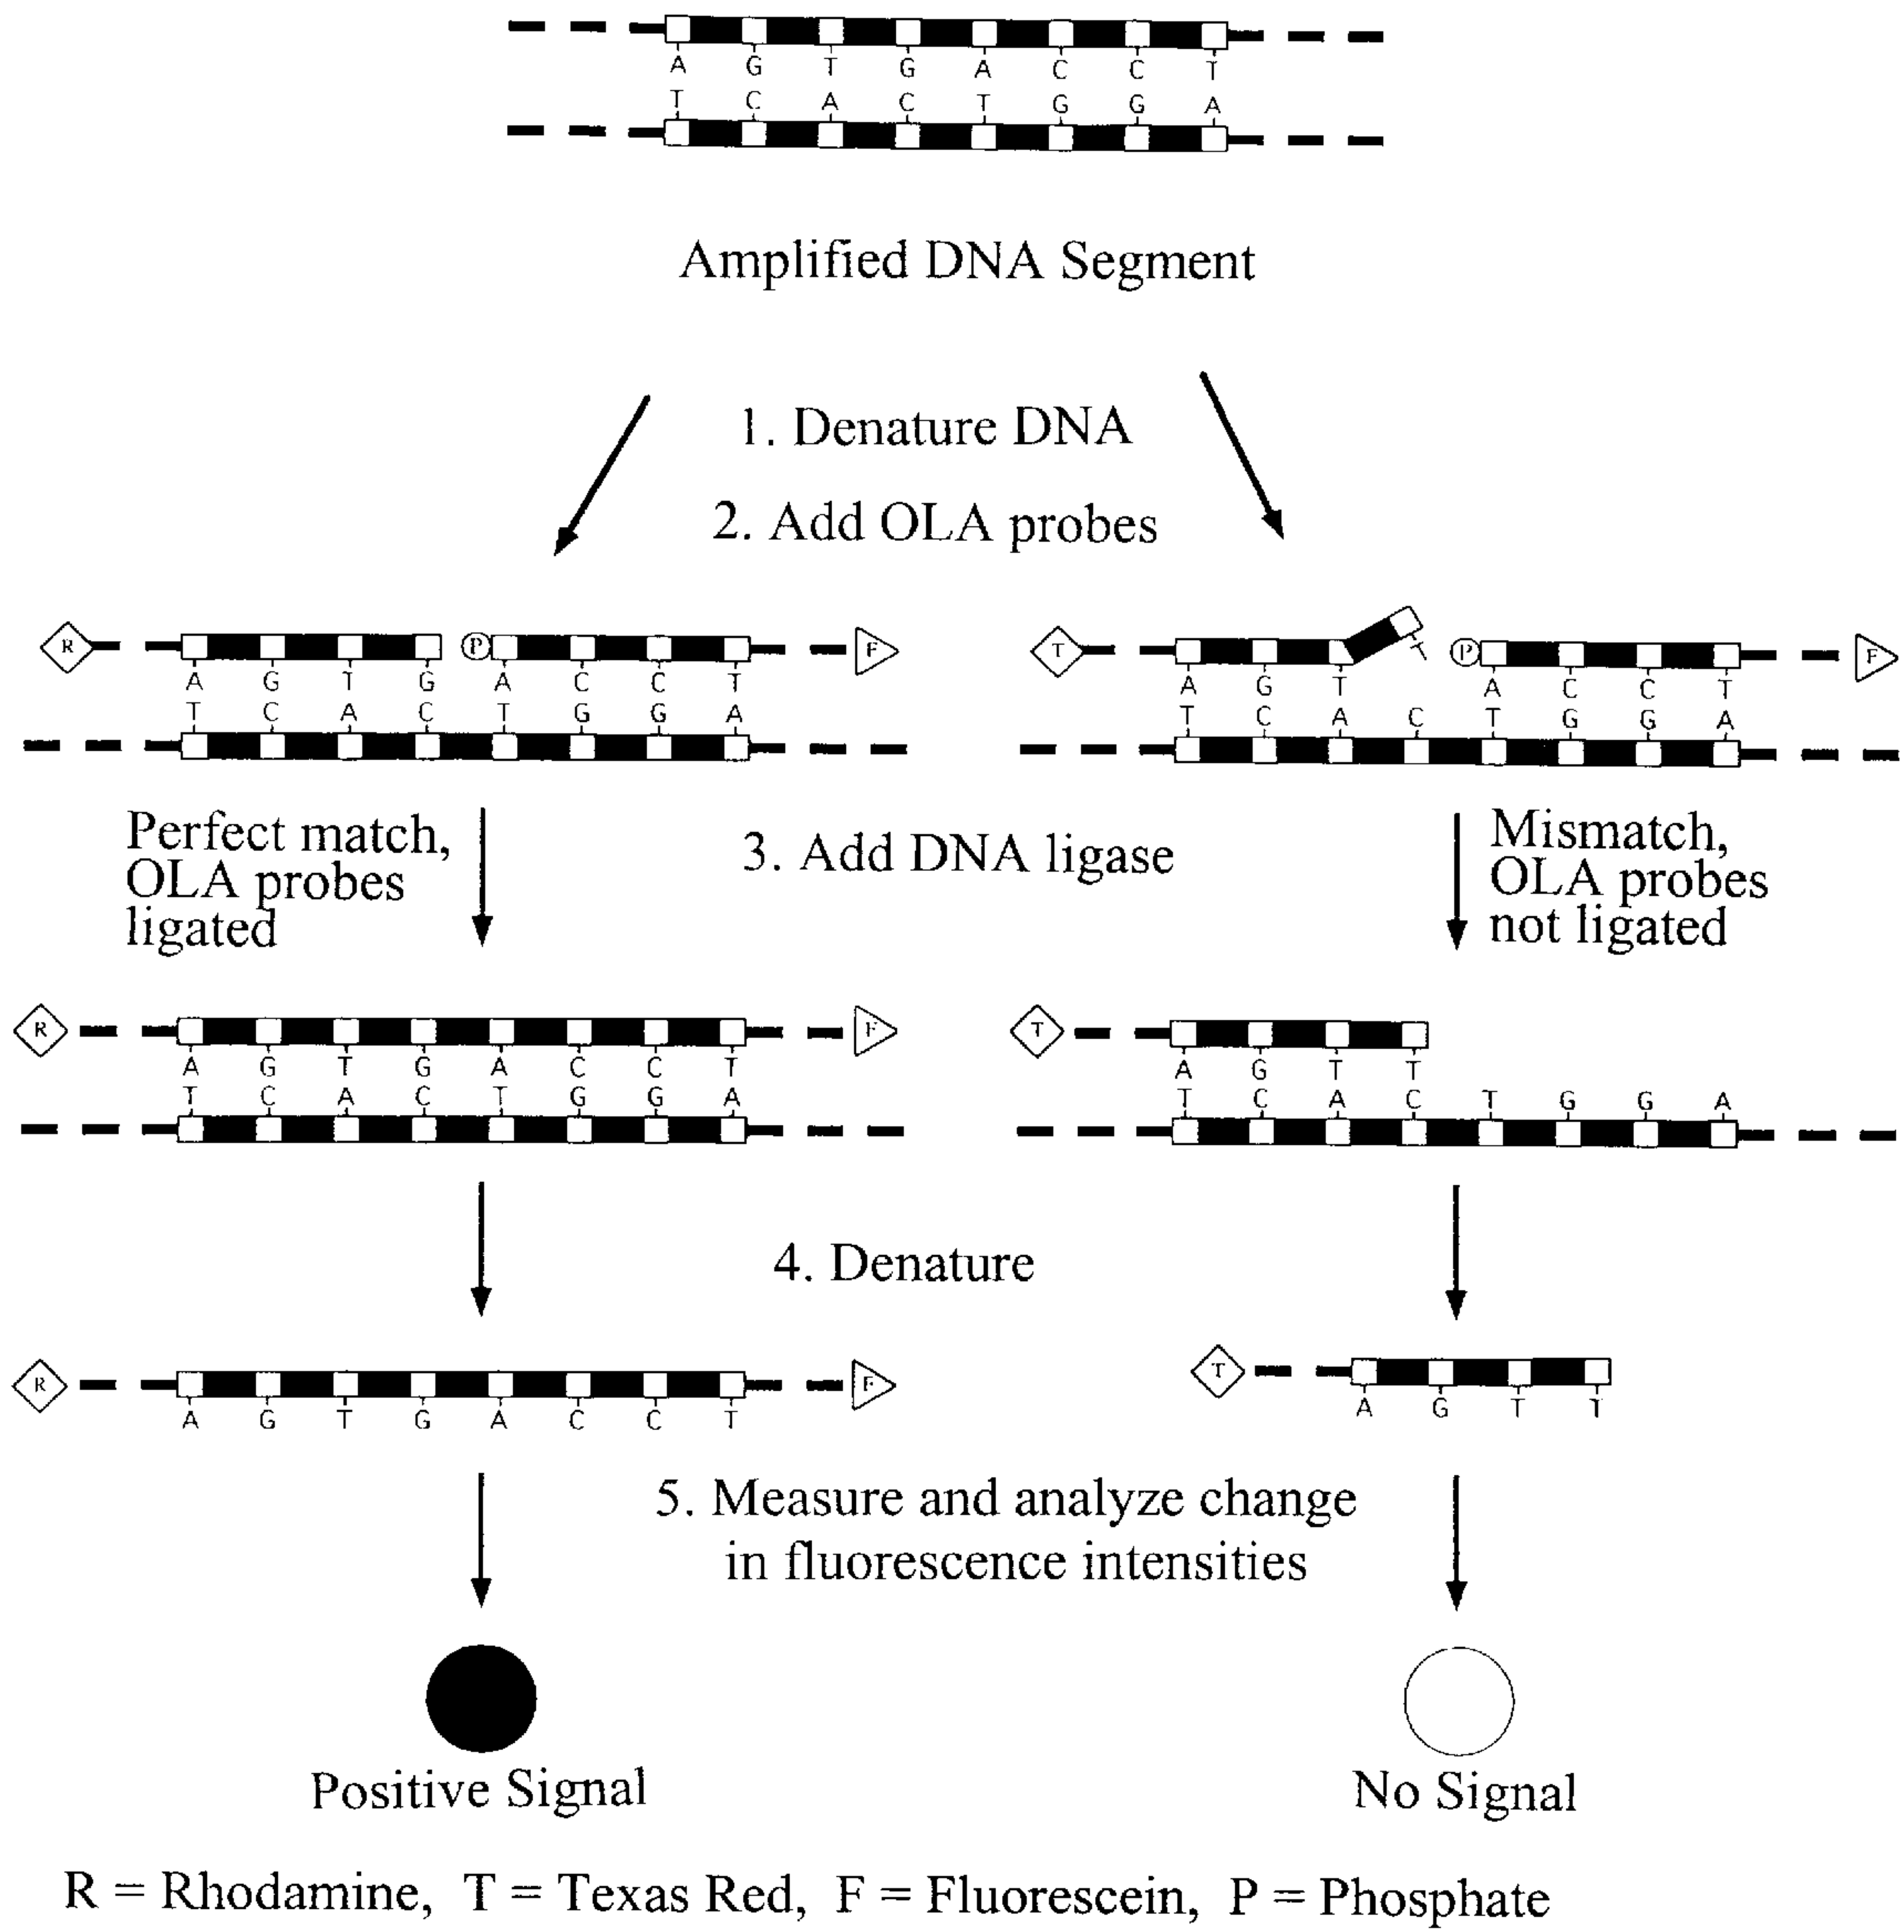 A G T G A C C T
T C A C T G G A
Amplified DNA Segment
1. Denature DNA
2. Add OLA probes
R P F T T P F
A G T G A C C T A G T A C C T
T C A C T G G A T C A C T G G A
Perfect match,
OLA probes
ligated
3. Add DNA ligase
Mismatch,
OLA probes
not ligated
R F T
A G T G A C C T A G T T
T C A C T G G A T C A C T G G A
4. Denature
R F T
A G T G A C C T A G T T
5. Measure and analyze change
in fluorescence intensities
Positive Signal
No Signal
R = Rhodamine, T = Texas Red, F = Fluorescein, P = Phosphate